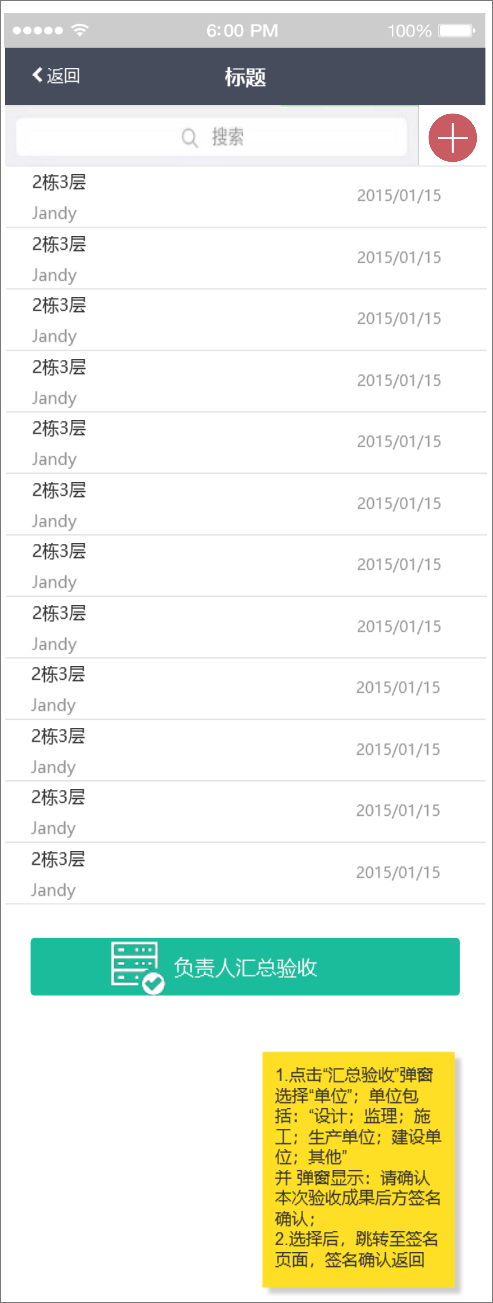 6:00 PM
100%
返回
标题
搜索
2栋3层
2015/01/15
Jandy
2栋3层
2015/01/15
Jandy
2栋3层
2015/01/15
Jandy
2栋3层
2015/01/15
Jandy
2栋3层
2015/01/15
Jandy
2栋3层
2015/01/15
Jandy
2栋3层
2015/01/15
Jandy
2栋3层
2015/01/15
Jandy
2栋3层
2015/01/15
Jandy
2栋3层
2015/01/15
Jandy
2栋3层
2015/01/15
Jandy
2栋3层
2015/01/15
Jandy
负责人汇总验收
1.点击“汇总验收”弹窗
选择“单位”；单位包
括：“设计；监理；施
工；生产单位；建设单
位；其他”
并 弹窗显示：请确认
本次验收成果后方签名
确认；
2.选择后，跳转至签名
页面，签名确认返回